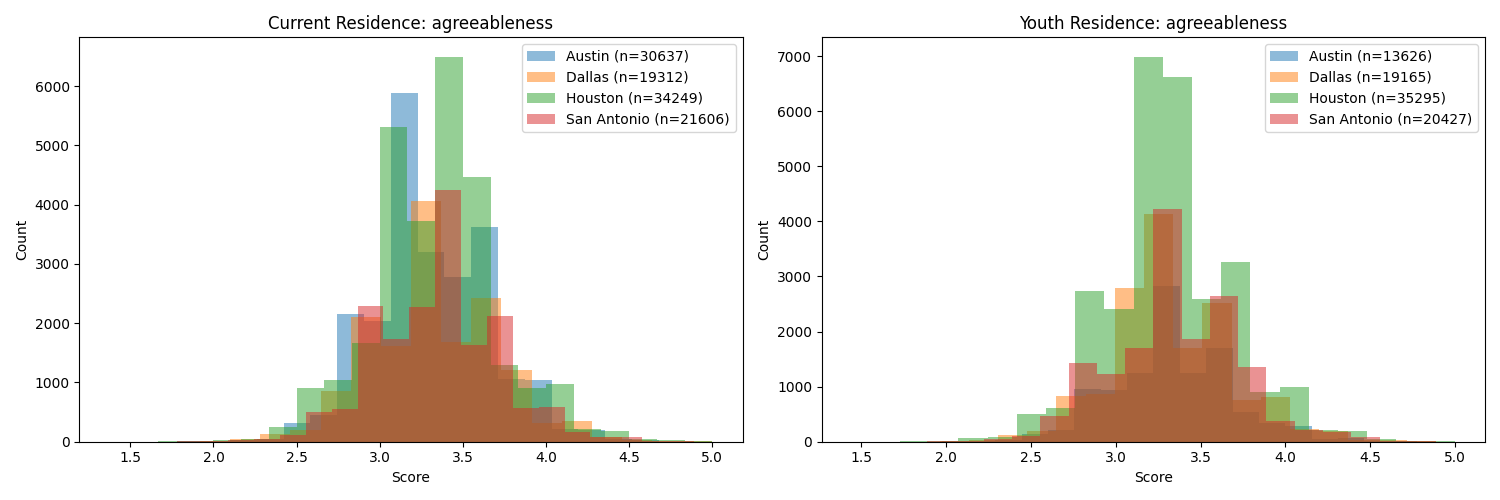 Current Residence: agreeableness
Count
6000
5000
4000
3000
2000
1000
0
Austin (n=30637)
Dallas (n=19312)
Houston (n=34249)
San Antonio (n=21606)
1.5 2.0 2.5 3.0 3.5 4.0 4.5 5.0
Score
Youth Residence: agreeableness
Count
7000
6000
5000
4000
3000
2000
1000
0
Austin (n=13626)
Dallas (n=19165)
Houston (n=35295)
San Antonio (n=20427)
1.5 2.0 2.5 3.0 3.5 4.0 4.5 5.0
Score